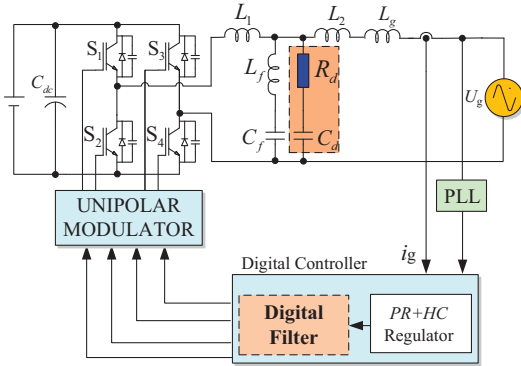 L1 L2 Lg
S1 S3
Cdc
Lf Rd
Ug
S2 S4
Cf Cd
PLL
UNIPOLAR
MODULATOR
ig
Digital Controller
Digital
Filter
PR+HC
Regulator